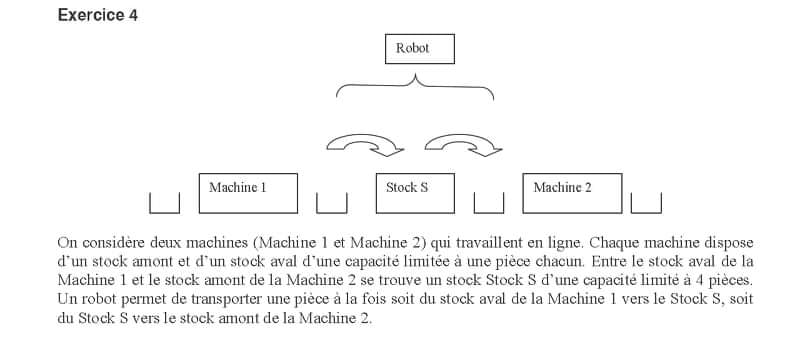 Exercice 4
Robot
Machine 1
Stock S
Machine 2
On considère deux machines (Machine 1 et Machine 2) qui travaillent en ligne. Chaque machine dispose
d’un stock amont et d’un stock aval d’une capacité limitée à une pièce chacun. Entre le stock aval de la
Machine 1 et le stock amont de la Machine 2 se trouve un stock Stock S d’une capacité limité à 4 pièces.
Un robot permet de transporter une pièce à la fois soit du stock aval de la Machine 1 vers le Stock S, soit
du Stock S vers le stock amont de la Machine 2.